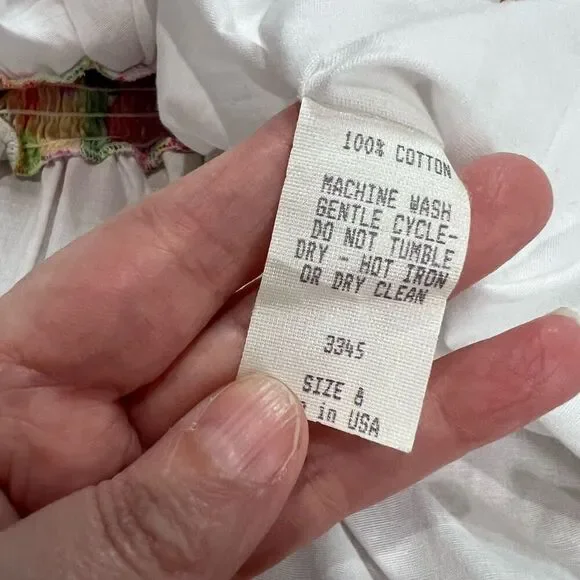 100% COTTON
MACHINE WASH
GENTLE CYCLE-
DO NOT TUMBLE
DRY - HOT IRON
OR DRY CLEAN
3345
SIZE 8
in USA